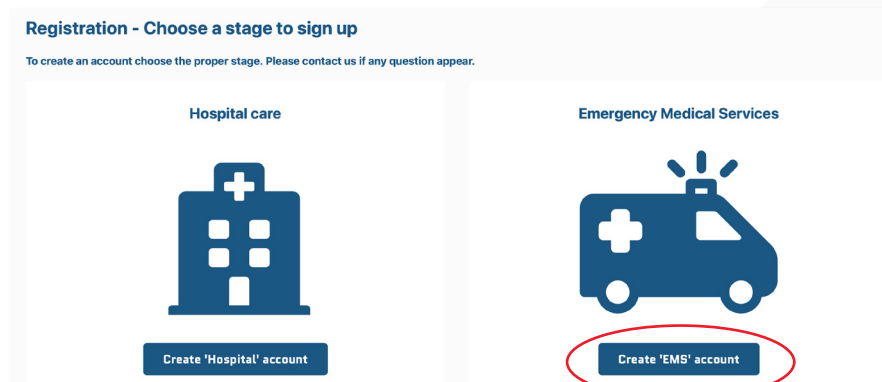 Registration - Choose a stage to sign up
To create an account choose the proper stage. Please contact us if any question appear.
Hospital care
Create 'Hospital' account
Emergency Medical Services
Create 'EMS' account